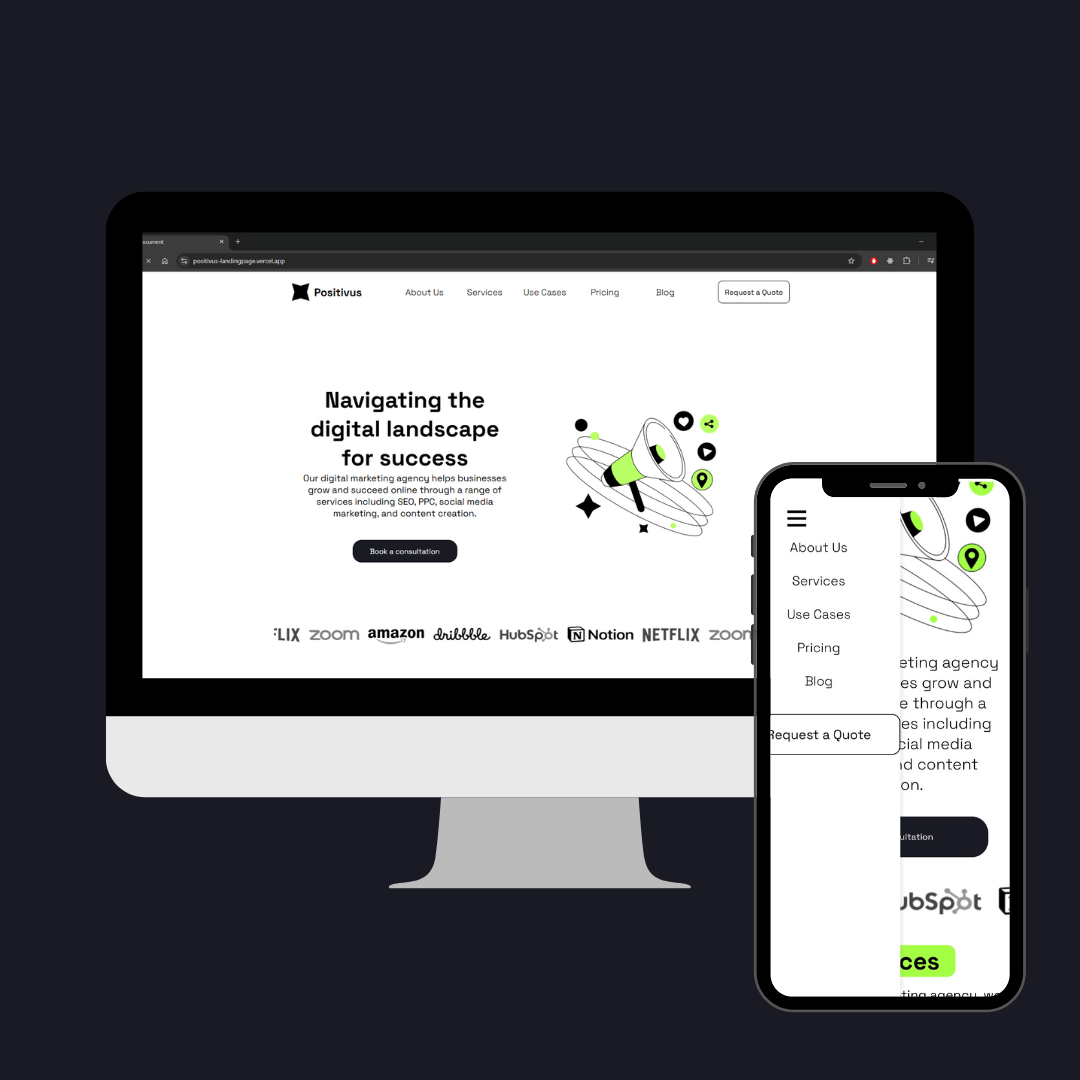 ocument
positivus-landingpage.vercel.app
Positivus
About Us
Services
Use Cases
Pricing
Blog
Request a Quote
Navigating the
digital landscape
for success
Our digital marketing agency helps businesses
grow and succeed online through a range of
services including SEO, PPC, social media
marketing, and content creation.
Book a consultation
FLIX zoom amazon dribbble HubSpot Notion NETFLIX zoom
About Us
Services
Use Cases
Pricing
Blog
Request a Quote
eting agency
es grow and
e through a
es including
cial media
nd content
on.
ultation
ubSpot
ces
ting agency, we